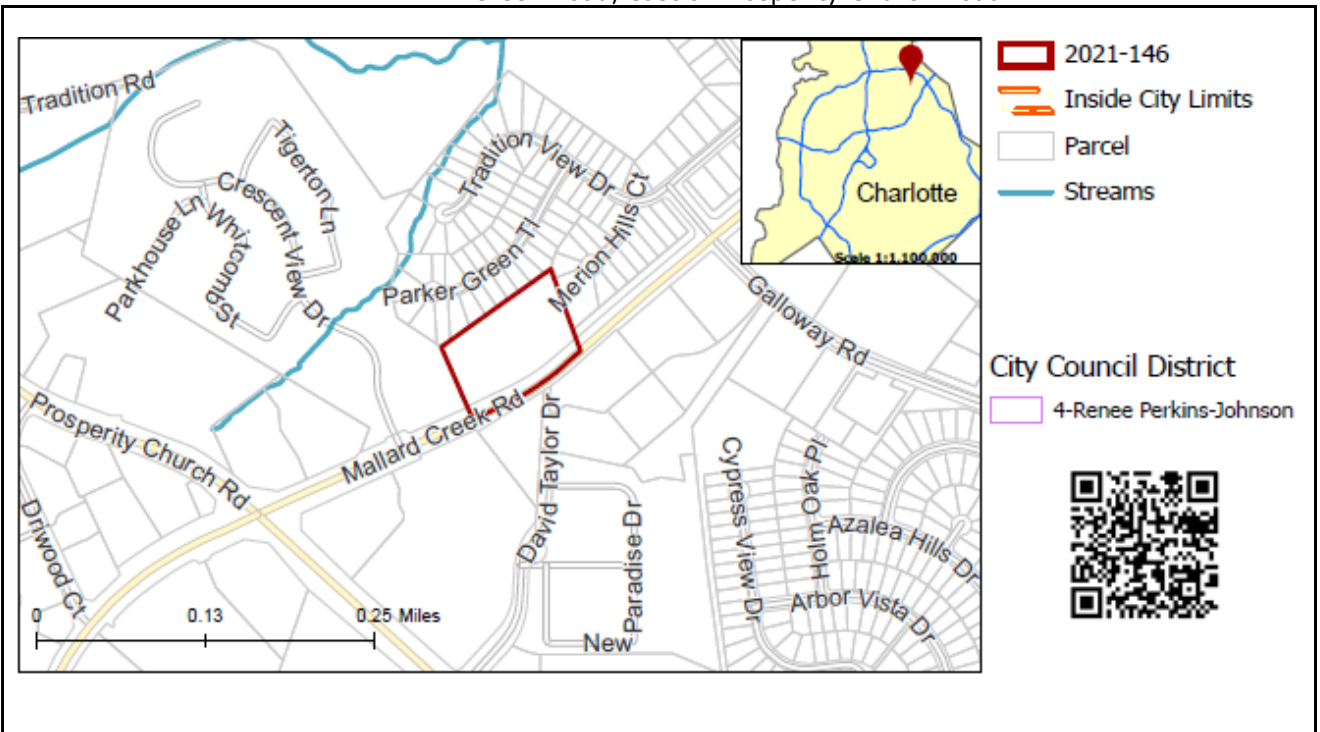 2021-146
Inside City Limits
Parcel
Streams
City Council District
4-Renee Perkins-Johnson
Charlotte
Scale 1:1,100,000
Tradition Rd
Tigerton Ln
Crescent View Dr
Parkhouse Ln
Whitcomb St
Tradition View Dr
Merion Hills Ct
Parker Green Tl
Galloway Rd
Prosperity Church Rd
Mallard Creek Rd
David Taylor Dr
Driwood Ct
New Paradise Dr
Cypress View Dr
Holm Oak Pl
Azalea Hills Dr
Arbor Vista Dr
0 0.13 0.25 Miles